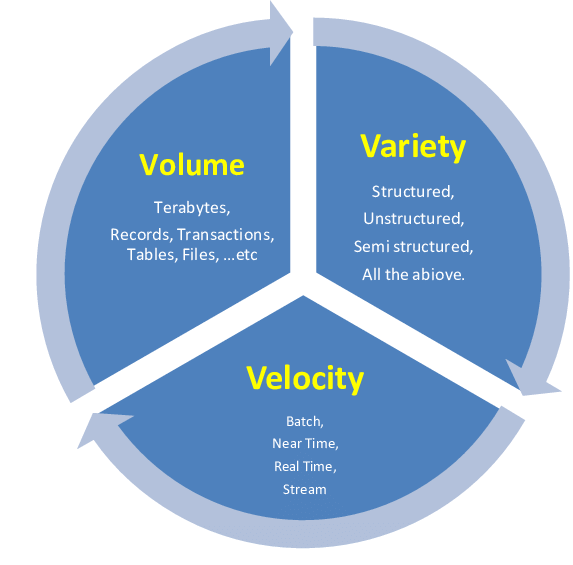 Volume
Terabytes,
Records, Transactions,
Tables, Files, ...etc
Variety
Structured,
Unstructured,
Semi structured,
All the abiove.
Velocity
Batch,
Near Time,
Real Time,
Stream